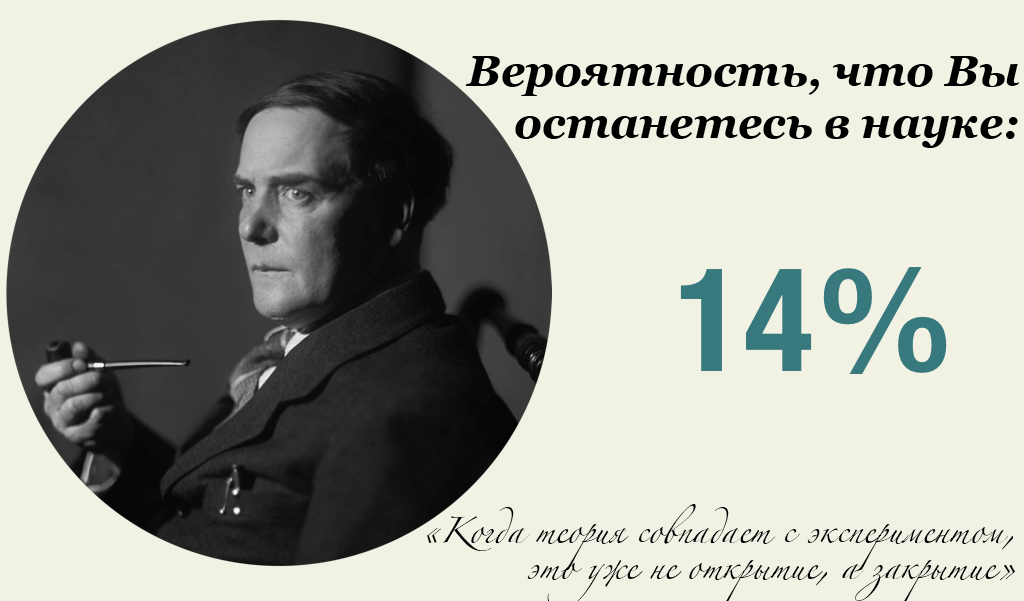 Вероятность, что Вы
останетесь в науке:
14%
«Когда теория совпадает с экспериментом,
это уже не открытие, а закрытие»